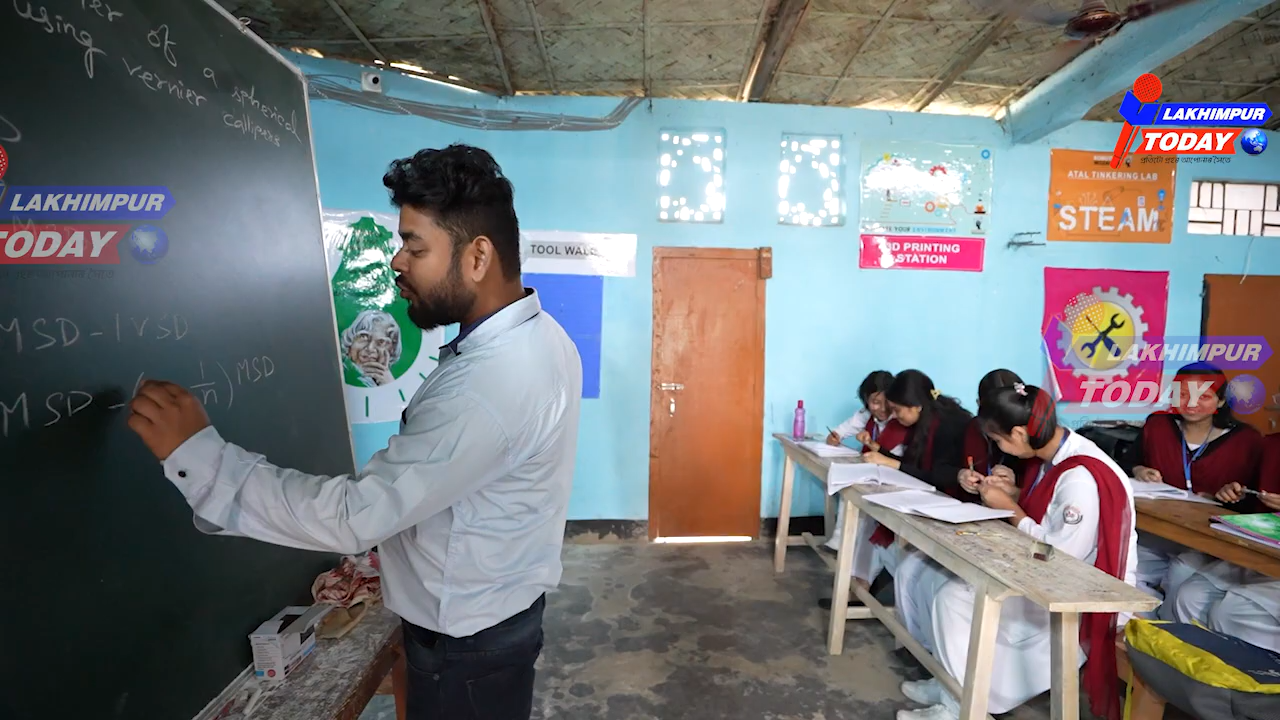 er of a spherical
using vernier callipers
MSD - 1VSD
MSD - ( 1/n) MSD
TOOL WALL
3D PRINTING
STATION
ATAL TINKERING LAB
STEAM
LAKHIMPUR
TODAY
LAKHIMPUR
TODAY
LAKHIMPUR
TODAY